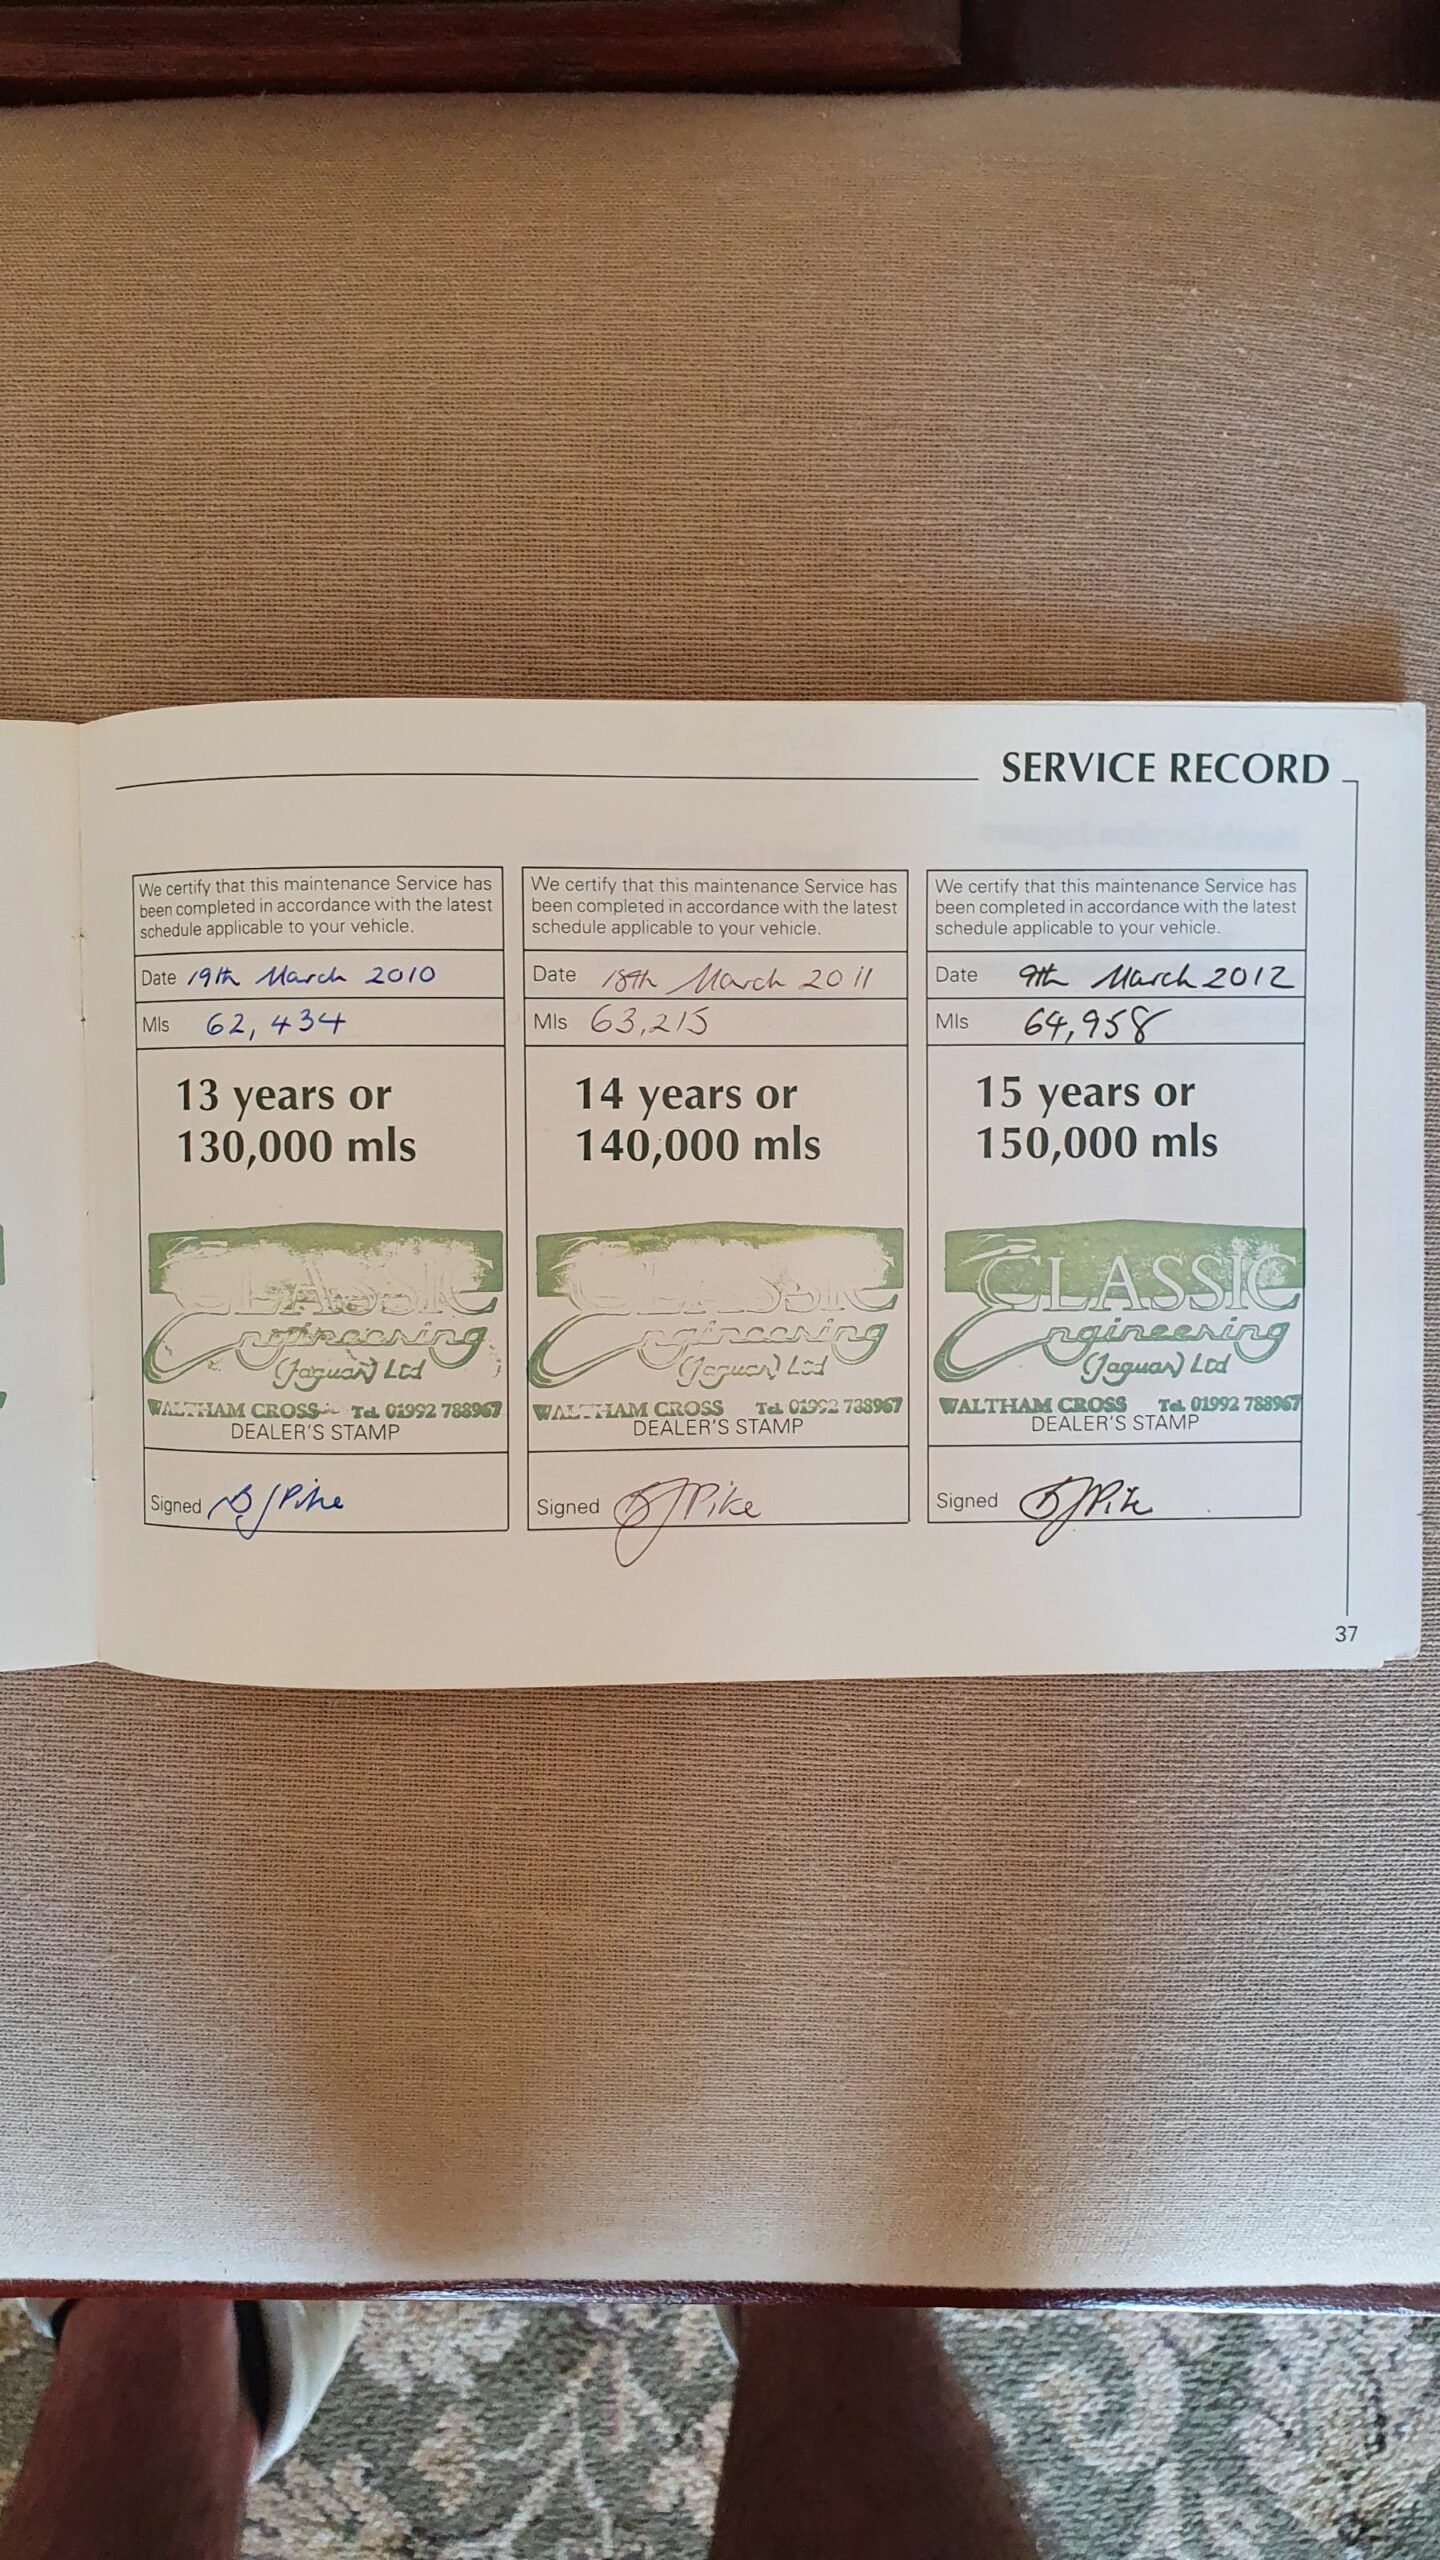 SERVICE RECORD
We certify that this maintenance Service has
been completed in accordance with the latest
schedule applicable to your vehicle.
Date 19th March 2010
Mls 62,434
13 years or
130,000 mls
CLASSIC
Engineering
(Jaguar) Ltd
WALTHAM CROSS Tel. 01992 788967
DEALER'S STAMP
Signed BJPike
We certify that this maintenance Service has
been completed in accordance with the latest
schedule applicable to your vehicle.
Date 18th March 2011
Mls 63,215
14 years or
140,000 mls
CLASSIC
Engineering
(Jaguar) Ltd
WALTHAM CROSS Tel. 01992 788967
DEALER'S STAMP
Signed BJPike
We certify that this maintenance Service has
been completed in accordance with the latest
schedule applicable to your vehicle.
Date 9th March 2012
Mls 64,958
15 years or
150,000 mls
CLASSIC
Engineering
(Jaguar) Ltd
WALTHAM CROSS Tel. 01992 788967
DEALER'S STAMP
Signed BJPike
37